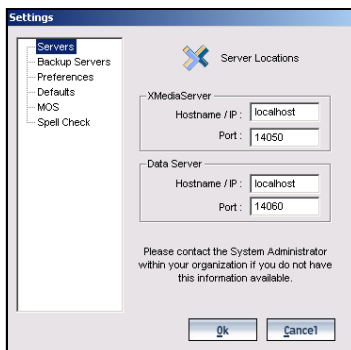 Settings
Servers
Backup Servers
Preferences
Defaults
MOS
Spell Check
Server Locations
XMediaServer
Hostname / IP : localhost
Port : 14050
Data Server
Hostname / IP : localhost
Port : 14060
Please contact the System Administrator
within your organization if you do not have
this information available.
Ok Cancel